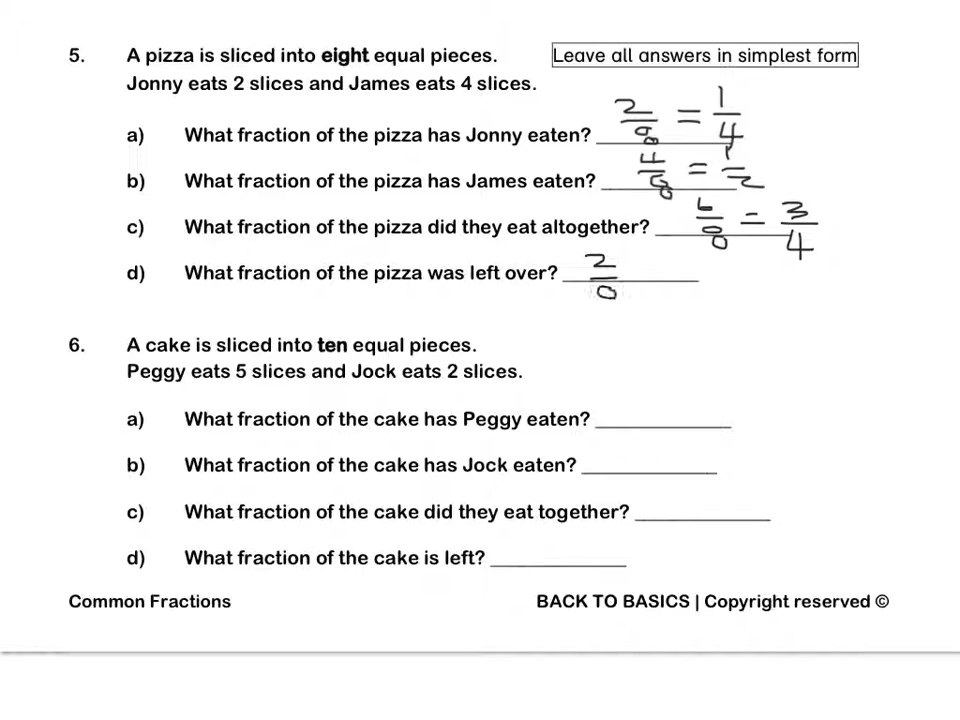 5. A pizza is sliced into eight equal pieces. Leave all answers in simplest form
Jonny eats 2 slices and James eats 4 slices.
a) What fraction of the pizza has Jonny eaten? 2/8 = 1/4
b) What fraction of the pizza has James eaten? 4/8 = 1/2
c) What fraction of the pizza did they eat altogether? 6/8 = 3/4
d) What fraction of the pizza was left over? 2/0
6. A cake is sliced into ten equal pieces.
Peggy eats 5 slices and Jock eats 2 slices.
a) What fraction of the cake has Peggy eaten?
b) What fraction of the cake has Jock eaten?
c) What fraction of the cake did they eat together?
d) What fraction of the cake is left?
Common Fractions BACK TO BASICS | Copyright reserved ©